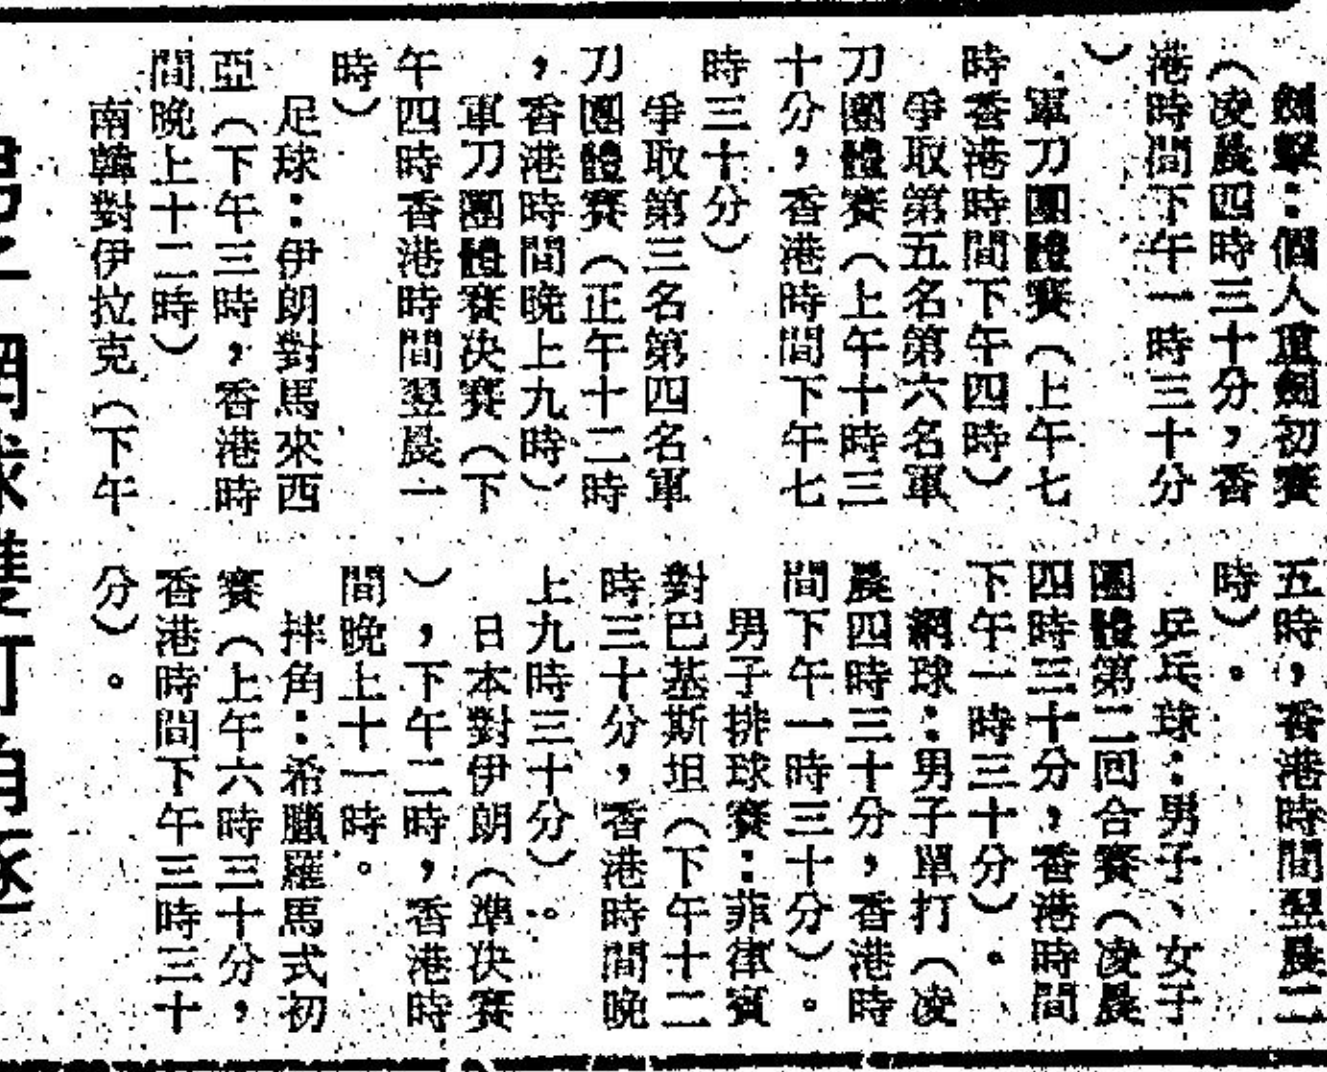 劍擊：個人重劍初賽
（凌晨四時三十分，香
港時間下午一時三十分
）
軍刀團體賽（上午七
時香港時間下午四時）
爭取第五名第六名軍
刀團體賽（上午十時三
十分，香港時間下午七
時三十分）
爭取第三名第四名軍
刀團體賽（正午十二時
，香港時間晚上九時）
軍刀團體賽決賽（下
午四時香港時間翌晨一
時）
足球：伊朗對馬來西
亞（下午三時，香港時
間晚上十二時）
南韓對伊拉克（下午
五時，香港時間翌晨二
時）。
乒乓球：男子、女子
團體第二回合賽（凌晨
四時三十分，香港時間
下午一時三十分）。
網球：男子單打（凌
晨四時三十分，香港時
間下午一時三十分）。
男子排球賽：菲律賓
對巴基斯坦（下午十二
時三十分，香港時間晚
上九時三十分）。
日本對伊朗（準決賽
），下午二時，香港時
間晚上十一時。
摔角：希臘羅馬式初
賽（上午六時三十分，
香港時間下午三時三十
分）。